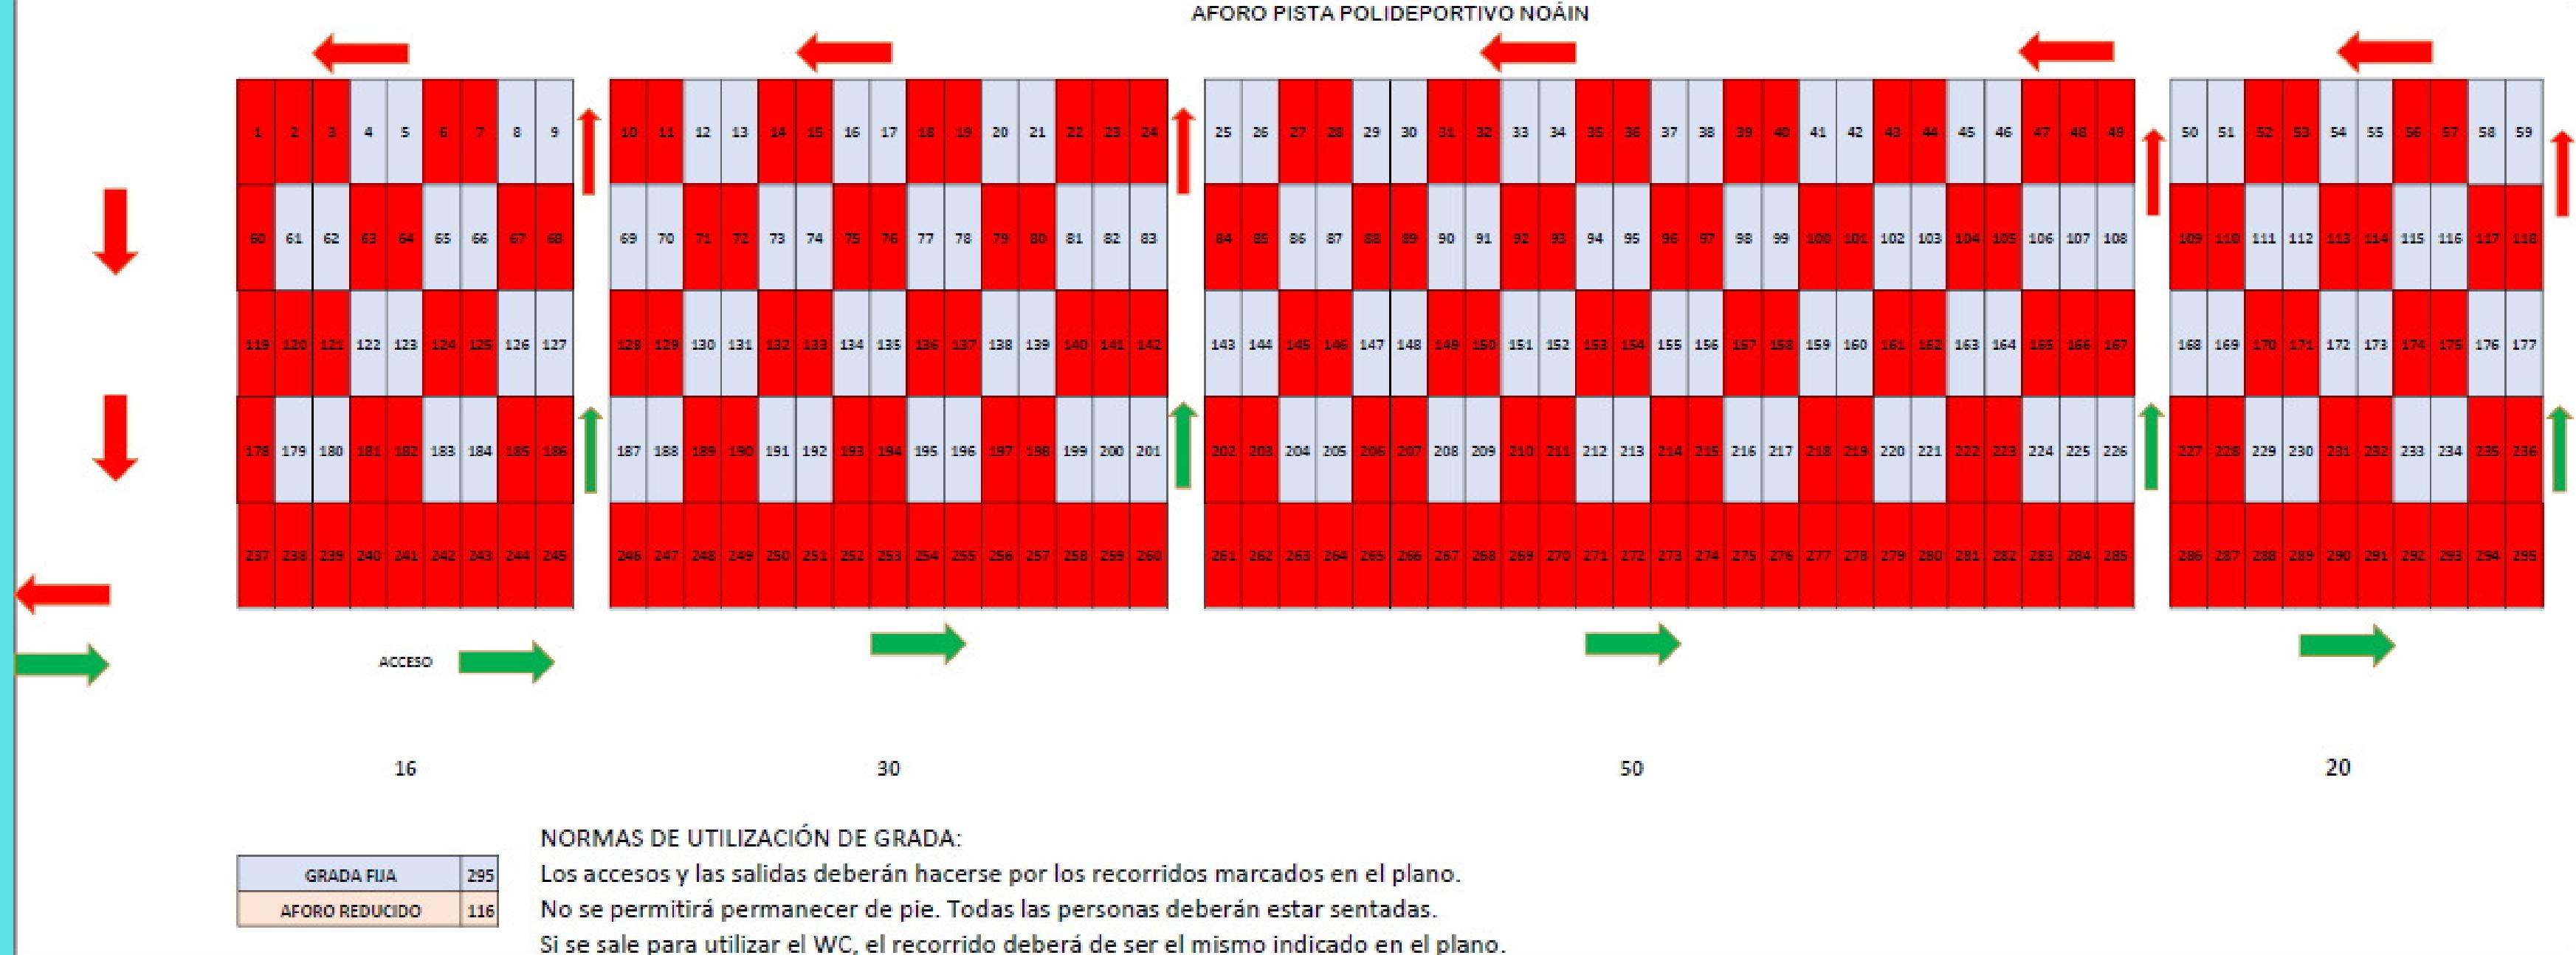 AFORO PISTA POLIDEPORTIVO NOÁIN
1 2 3 4 5 6 7 8 9 10 11 12 13 14 15 16 17 18 19 20 21 22 23 24 25 26 27 28 29 30 31 32 33 34 35 36 37 38 39 40 41 42 43 44 45 46 47 48 49 50 51 52 53 54 55 56 57 58 59
60 61 62 63 64 65 66 67 68 69 70 71 72 73 74 75 76 77 78 79 80 81 82 83 84 85 86 87 88 89 90 91 92 93 94 95 96 97 98 99 100 101 102 103 104 105 106 107 108 109 110 111 112 113 114 115 116 117 118
119 120 121 122 123 124 125 126 127 128 129 130 131 132 133 134 135 136 137 138 139 140 141 142 143 144 145 146 147 148 149 150 151 152 153 154 155 156 157 158 159 160 161 162 163 164 165 166 167 168 169 170 171 172 173 174 175 176 177
178 179 180 181 182 183 184 185 186 187 188 189 190 191 192 193 194 195 196 197 198 199 200 201 202 203 204 205 206 207 208 209 210 211 212 213 214 215 216 217 218 219 220 221 222 223 224 225 226 227 228 229 230 231 232 233 234 235 236
237 238 239 240 241 242 243 244 245 246 247 248 249 250 251 252 253 254 255 256 257 258 259 260 261 262 263 264 265 266 267 268 269 270 271 272 273 274 275 276 277 278 279 280 281 282 283 284 285 286 287 288 289 290 291 292 293 294 295
ACCESO
16 30 50 20
NORMAS DE UTILIZACIÓN DE GRADA:
GRADA FIJA 295
Los accesos y las salidas deberán hacerse por los recorridos marcados en el plano.
AFORO REDUCIDO 116
No se permitirá permanecer de pie. Todas las personas deberán estar sentadas.
Si se sale para utilizar el WC, el recorrido deberá de ser el mismo indicado en el plano.